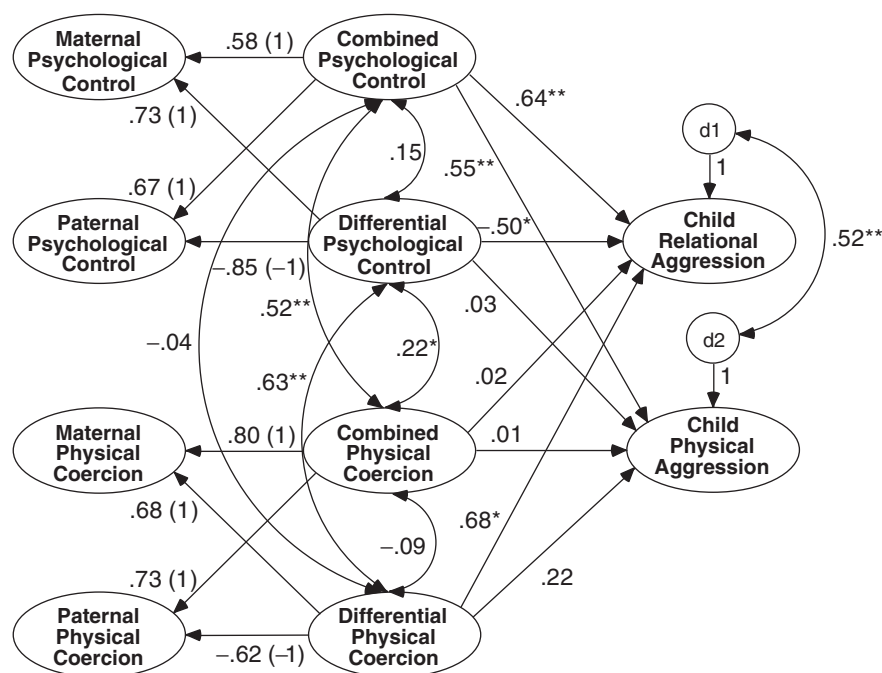 Maternal
Psychological
Control
.58 (1)
Combined
Psychological
Control
.64**
d1
.73 (1)
.15
.55**
1
.67 (1)
Paternal
Psychological
Control
Differential
Psychological
Control
–.50*
Child
Relational
Aggression
.52**
–.85 (–1)
.03
.52**
–.04
.22*
d2
.63**
.02
1
Maternal
Physical
Coercion
.80 (1)
Combined
Physical
Coercion
.01
Child
Physical
Aggression
.68 (1)
.68*
–.09
.73 (1)
.22
Paternal
Physical
Coercion
–.62 (–1)
Differential
Physical
Coercion